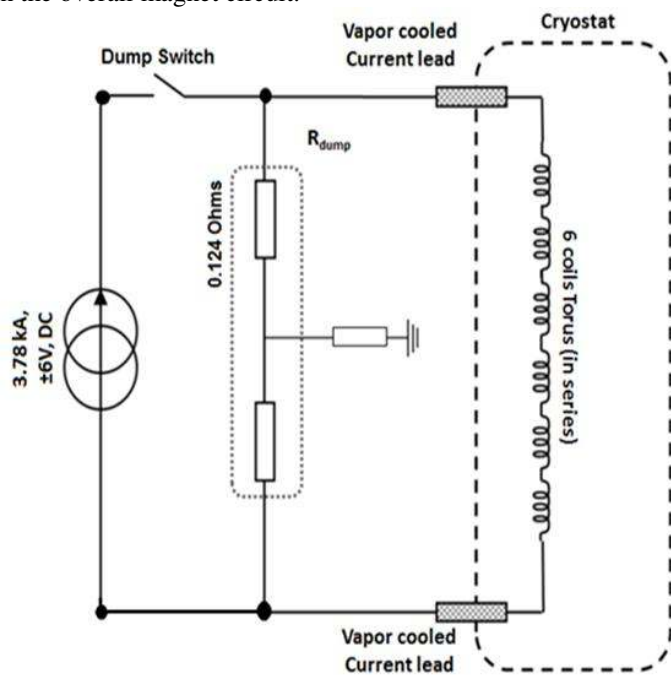 the overall magnet circuit.
Cryostat
Vapor cooled
Current lead
Dump Switch
R_dump
0.124 Ohms
3.78 kA,
±6V, DC
6 coils Torus (in series)
Vapor cooled
Current lead